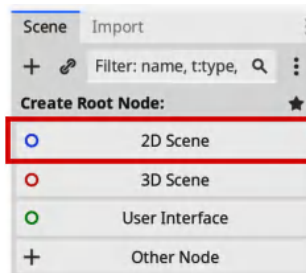 Scene Import
Filter: name, t:type,
Create Root Node:
2D Scene
3D Scene
User Interface
Other Node